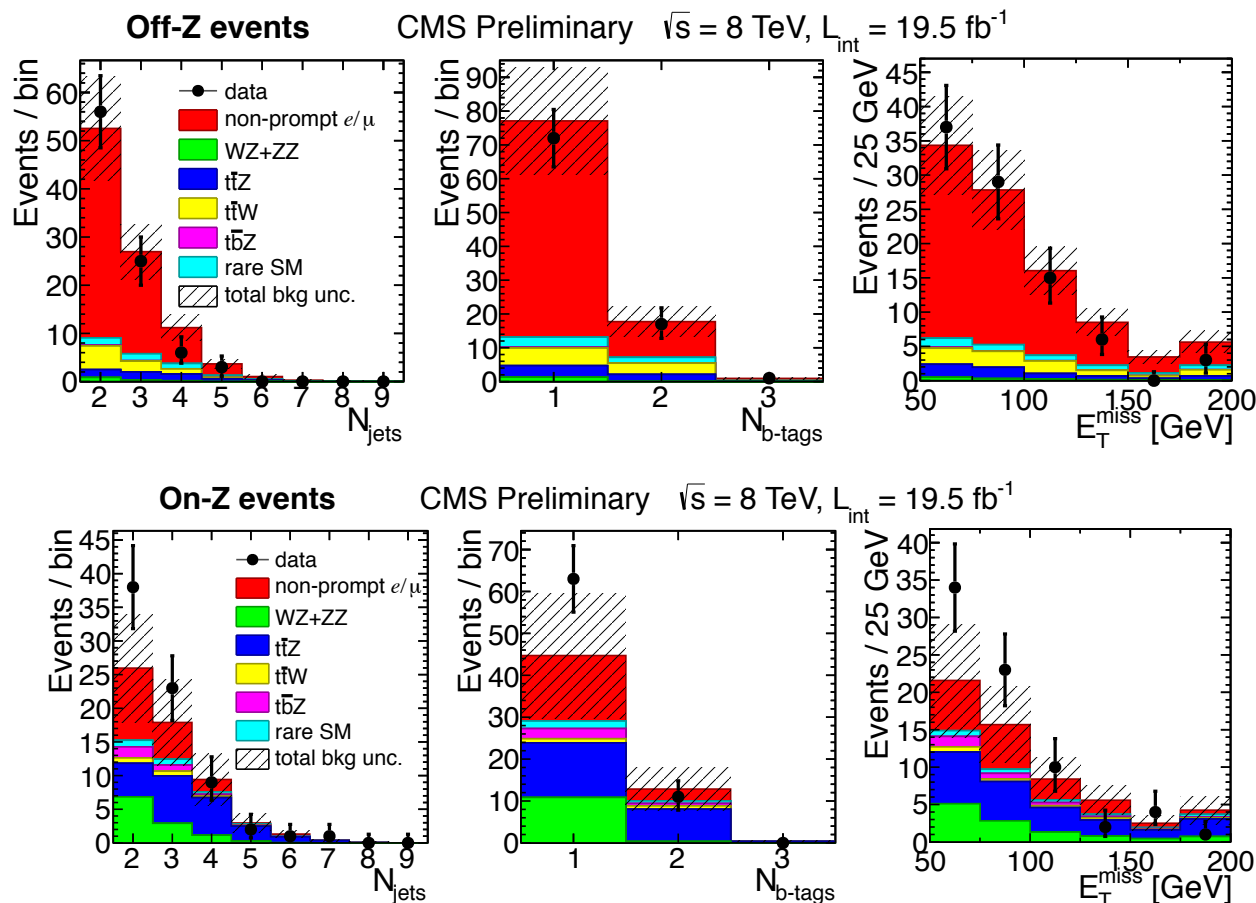 Off-Z events CMS Preliminary √s = 8 TeV, L_int = 19.5 fb⁻¹
Events / bin
60
50
40
30
20
10
0
2 3 4 5 6 7 8 9
N_jets
data
non-prompt e/μ
WZ+ZZ
tt̄Z
tt̄W
tb̄Z
rare SM
total bkg unc.
Events / bin
90
80
70
60
50
40
30
20
10
0
1 2 3
N_b-tags
Events / 25 GeV
45
40
35
30
25
20
15
10
5
0
50 100 150 200
E_T^miss [GeV]
On-Z events CMS Preliminary √s = 8 TeV, L_int = 19.5 fb⁻¹
Events / bin
45
40
35
30
25
20
15
10
5
0
2 3 4 5 6 7 8 9
N_jets
data
non-prompt e/μ
WZ+ZZ
tt̄Z
tt̄W
tb̄Z
rare SM
total bkg unc.
Events / bin
70
60
50
40
30
20
10
0
1 2 3
N_b-tags
Events / 25 GeV
40
35
30
25
20
15
10
5
0
50 100 150 200
E_T^miss [GeV]